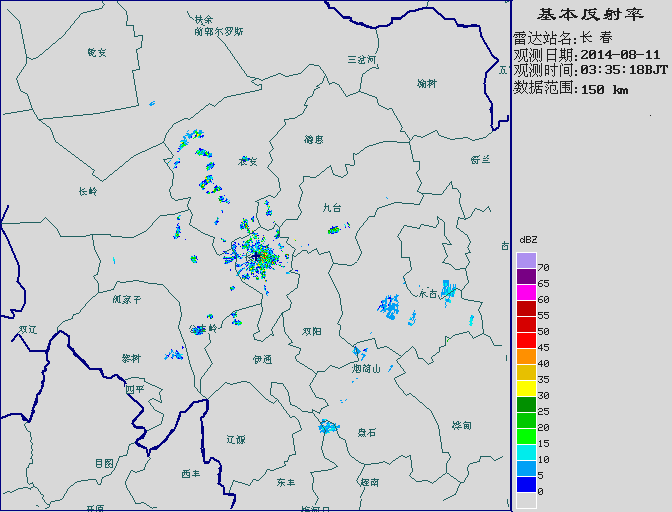 基本反射率
雷达站名:长 春
观测日期:2014-08-11
观测时间:03:35:18BJT
数据范围:150 km
扶余
前郭尔罗斯
乾安
三岔河
榆树
五
德惠
农安
舒兰
长岭
九台
吉
永吉
双辽
公主岭
双阳
梨树
伊通
烟筒山
四平
辽源
盘石
桦甸
昌图
西丰
东丰
辉南
开原
梅河口
dBZ
70
65
60
55
50
45
40
35
30
25
20
15
10
5
0